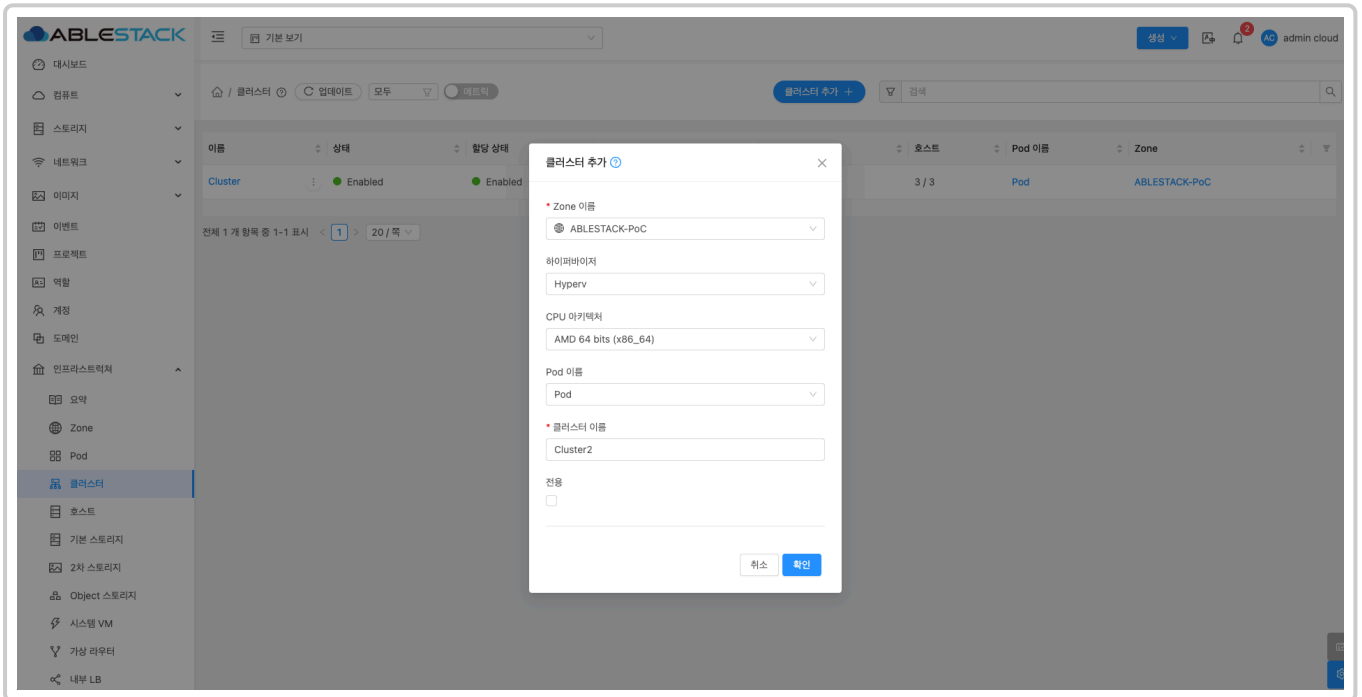 ABLESTACK
기본 보기
생성
2
AC
admin cloud
대시보드
컴퓨트
스토리지
네트워크
이미지
이벤트
프로젝트
역할
계정
도메인
인프라스트럭쳐
요약
Zone
Pod
클러스터
호스트
기본 스토리지
2차 스토리지
Object 스토리지
시스템 VM
가상 라우터
내부 LB
/ 클러스터
업데이트
모두
메트릭
클러스터 추가 +
검색
이름 상태 할당 상태 호스트 Pod 이름 Zone
Cluster Enabled Enabled 3 / 3 Pod ABLESTACK-PoC
전체 1 개 항목 중 1-1 표시 < 1 > 20 / 쪽
클러스터 추가
* Zone 이름
ABLESTACK-PoC
하이퍼바이저
Hyperv
CPU 아키텍처
AMD 64 bits (x86_64)
Pod 이름
Pod
* 클러스터 이름
Cluster2
전용
취소 확인